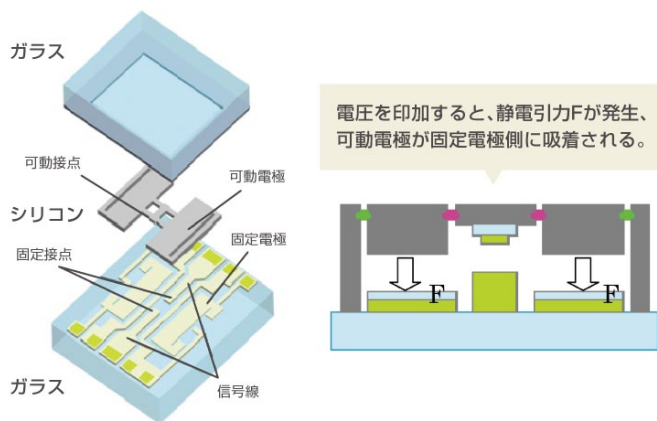 ガラス
電圧を印加すると、静電引力Fが発生、
可動電極が固定電極側に吸着される。
可動接点
可動電極
シリコン
固定電極
固定接点
F
F
ガラス
信号線